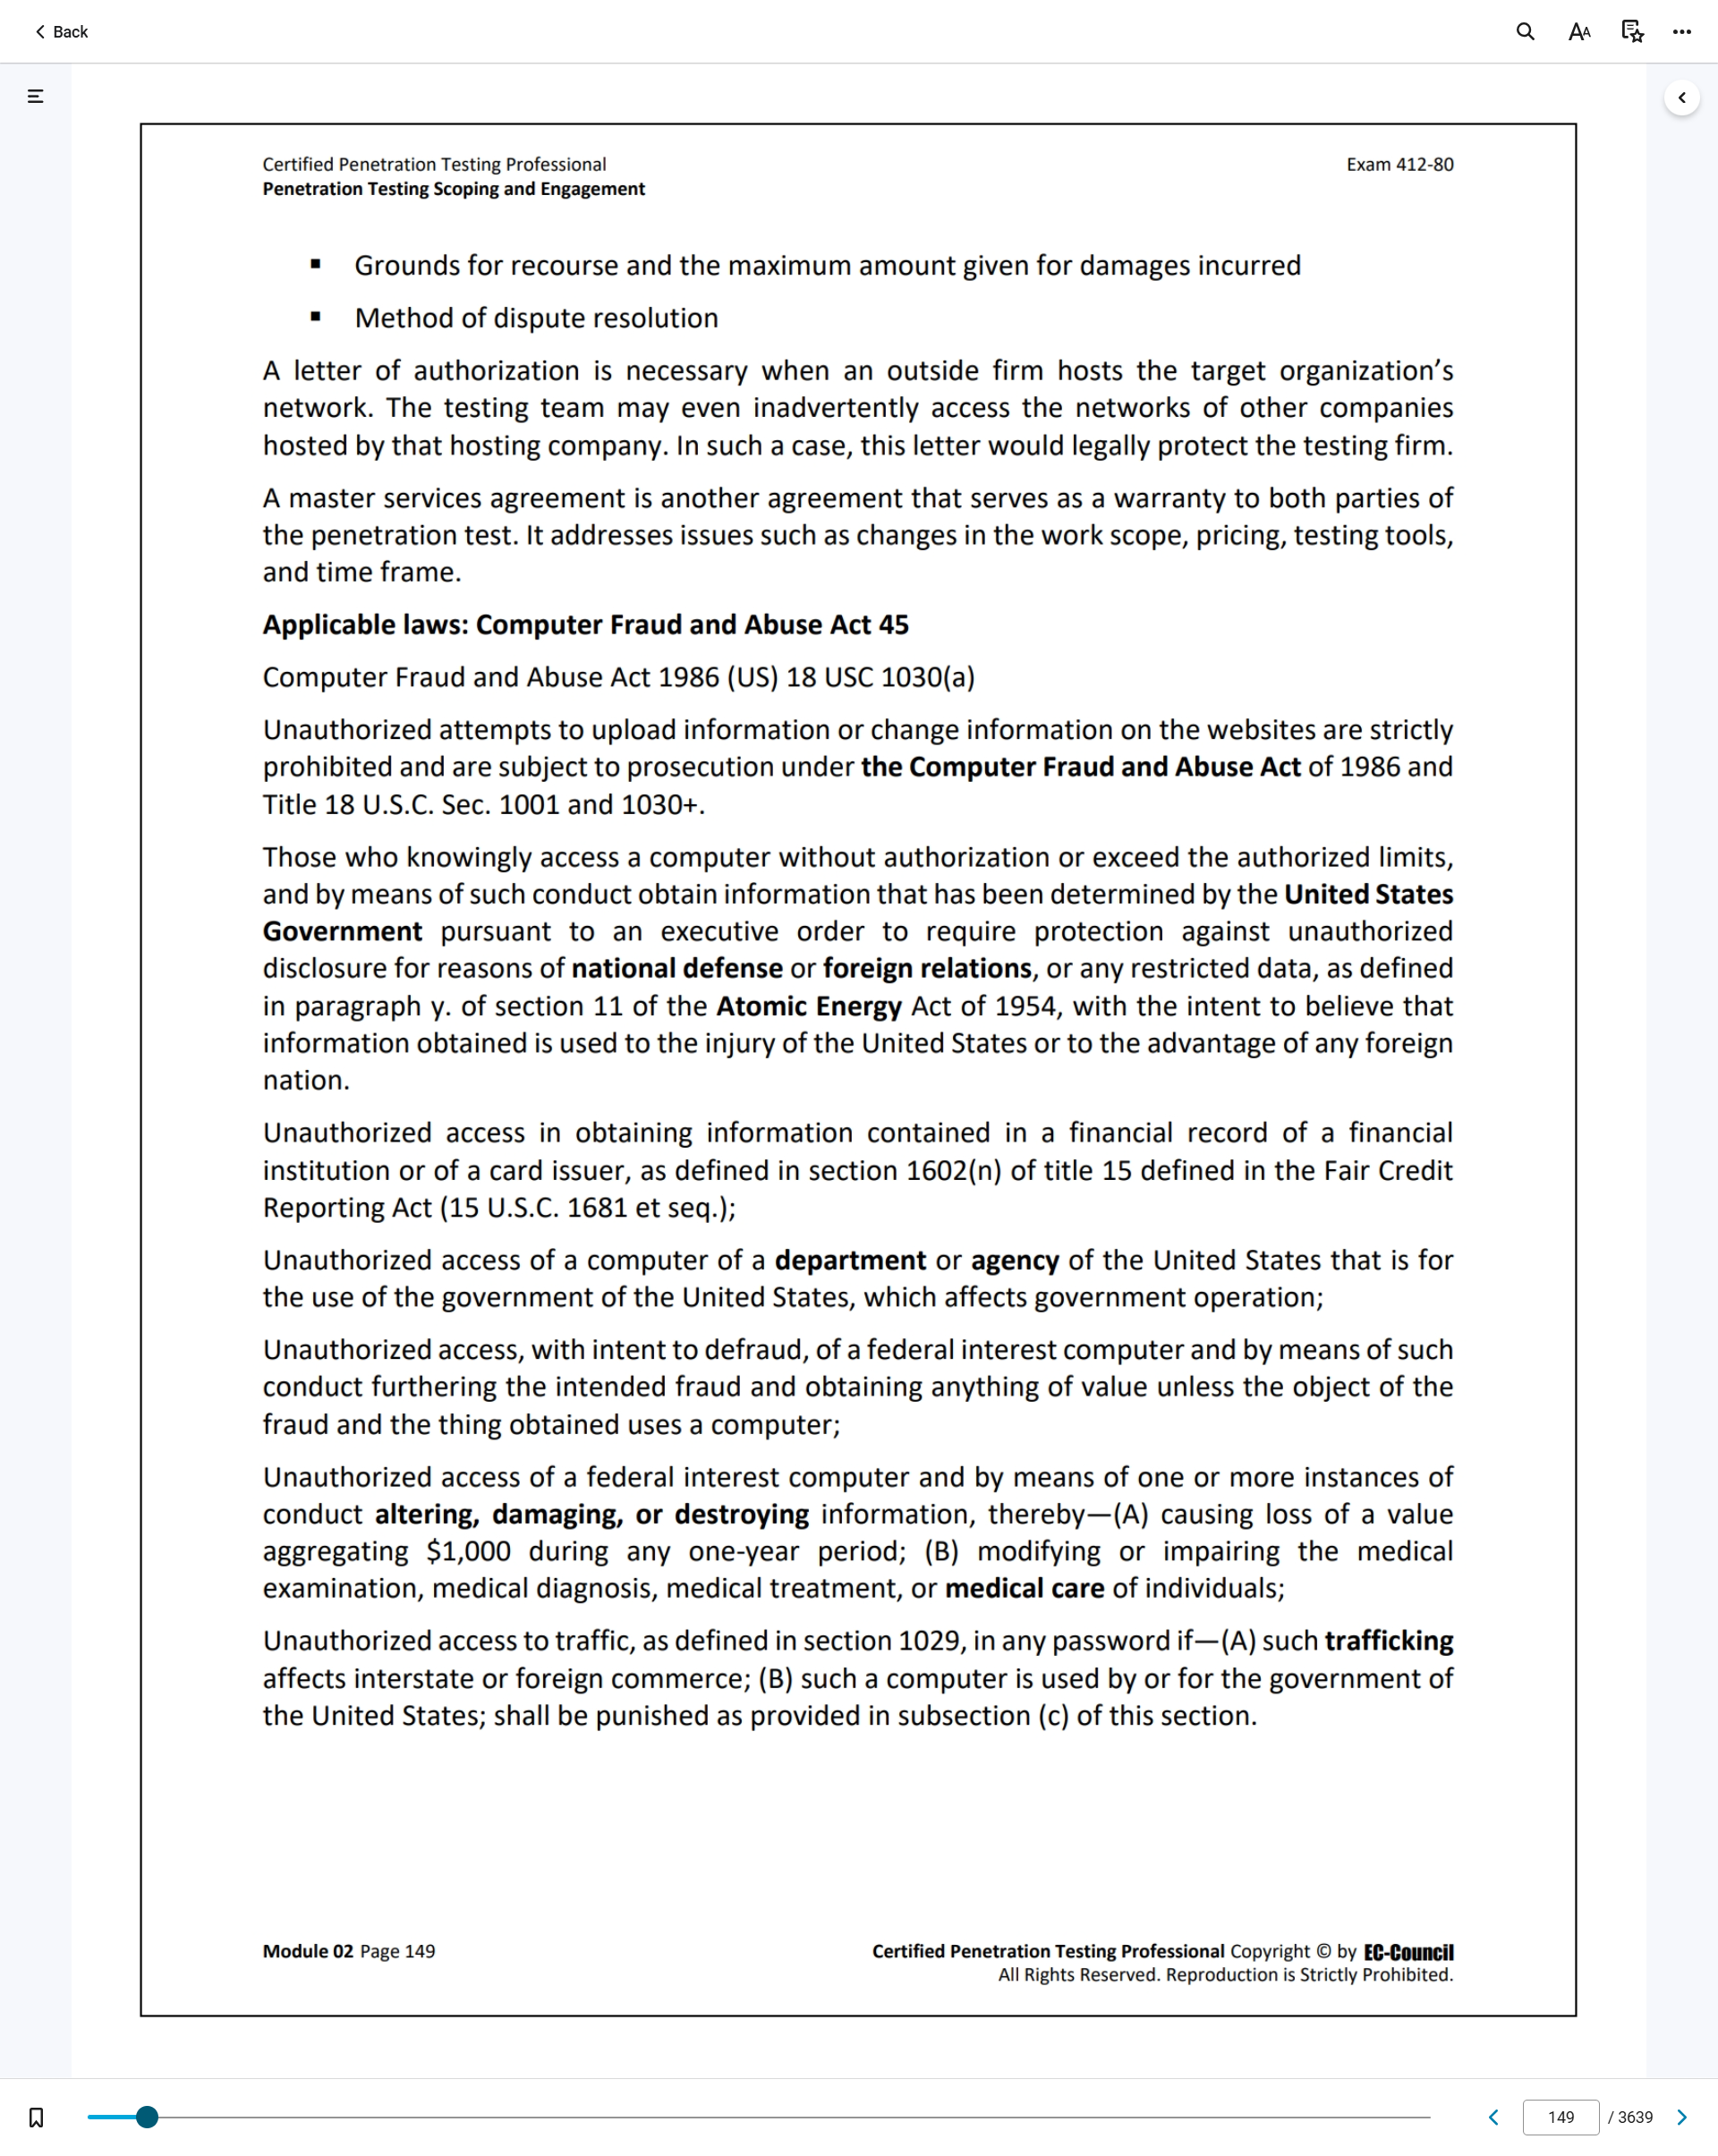 Back
Certified Penetration Testing Professional
Exam 412-80
Penetration Testing Scoping and Engagement
▪ Grounds for recourse and the maximum amount given for damages incurred
▪ Method of dispute resolution
A letter of authorization is necessary when an outside firm hosts the target organization’s
network. The testing team may even inadvertently access the networks of other companies
hosted by that hosting company. In such a case, this letter would legally protect the testing firm.
A master services agreement is another agreement that serves as a warranty to both parties of
the penetration test. It addresses issues such as changes in the work scope, pricing, testing tools,
and time frame.
Applicable laws: Computer Fraud and Abuse Act 45
Computer Fraud and Abuse Act 1986 (US) 18 USC 1030(a)
Unauthorized attempts to upload information or change information on the websites are strictly
prohibited and are subject to prosecution under the Computer Fraud and Abuse Act of 1986 and
Title 18 U.S.C. Sec. 1001 and 1030+.
Those who knowingly access a computer without authorization or exceed the authorized limits,
and by means of such conduct obtain information that has been determined by the United States
Government pursuant to an executive order to require protection against unauthorized
disclosure for reasons of national defense or foreign relations, or any restricted data, as defined
in paragraph y. of section 11 of the Atomic Energy Act of 1954, with the intent to believe that
information obtained is used to the injury of the United States or to the advantage of any foreign
nation.
Unauthorized access in obtaining information contained in a financial record of a financial
institution or of a card issuer, as defined in section 1602(n) of title 15 defined in the Fair Credit
Reporting Act (15 U.S.C. 1681 et seq.);
Unauthorized access of a computer of a department or agency of the United States that is for
the use of the government of the United States, which affects government operation;
Unauthorized access, with intent to defraud, of a federal interest computer and by means of such
conduct furthering the intended fraud and obtaining anything of value unless the object of the
fraud and the thing obtained uses a computer;
Unauthorized access of a federal interest computer and by means of one or more instances of
conduct altering, damaging, or destroying information, thereby—(A) causing loss of a value
aggregating $1,000 during any one-year period; (B) modifying or impairing the medical
examination, medical diagnosis, medical treatment, or medical care of individuals;
Unauthorized access to traffic, as defined in section 1029, in any password if—(A) such trafficking
affects interstate or foreign commerce; (B) such a computer is used by or for the government of
the United States; shall be punished as provided in subsection (c) of this section.
Module 02 Page 149
Certified Penetration Testing Professional Copyright © by EC-Council
All Rights Reserved. Reproduction is Strictly Prohibited.
149 / 3639